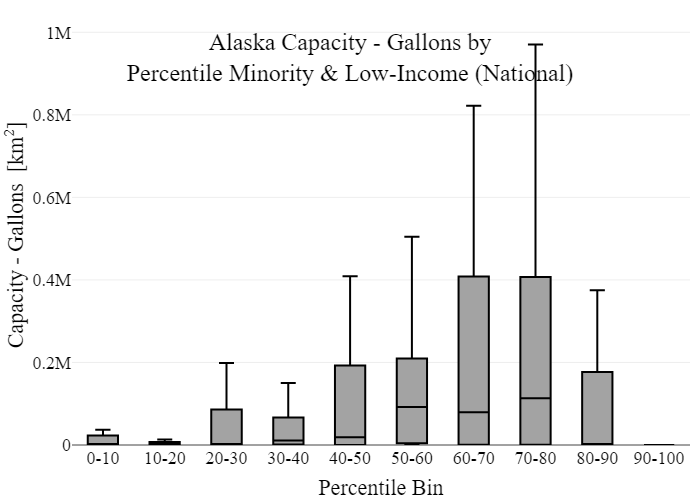 Alaska Capacity - Gallons by
Percentile Minority & Low-Income (National)
Capacity - Gallons [km²]
1M
0.8M
0.6M
0.4M
0.2M
0
0-10 10-20 20-30 30-40 40-50 50-60 60-70 70-80 80-90 90-100
Percentile Bin